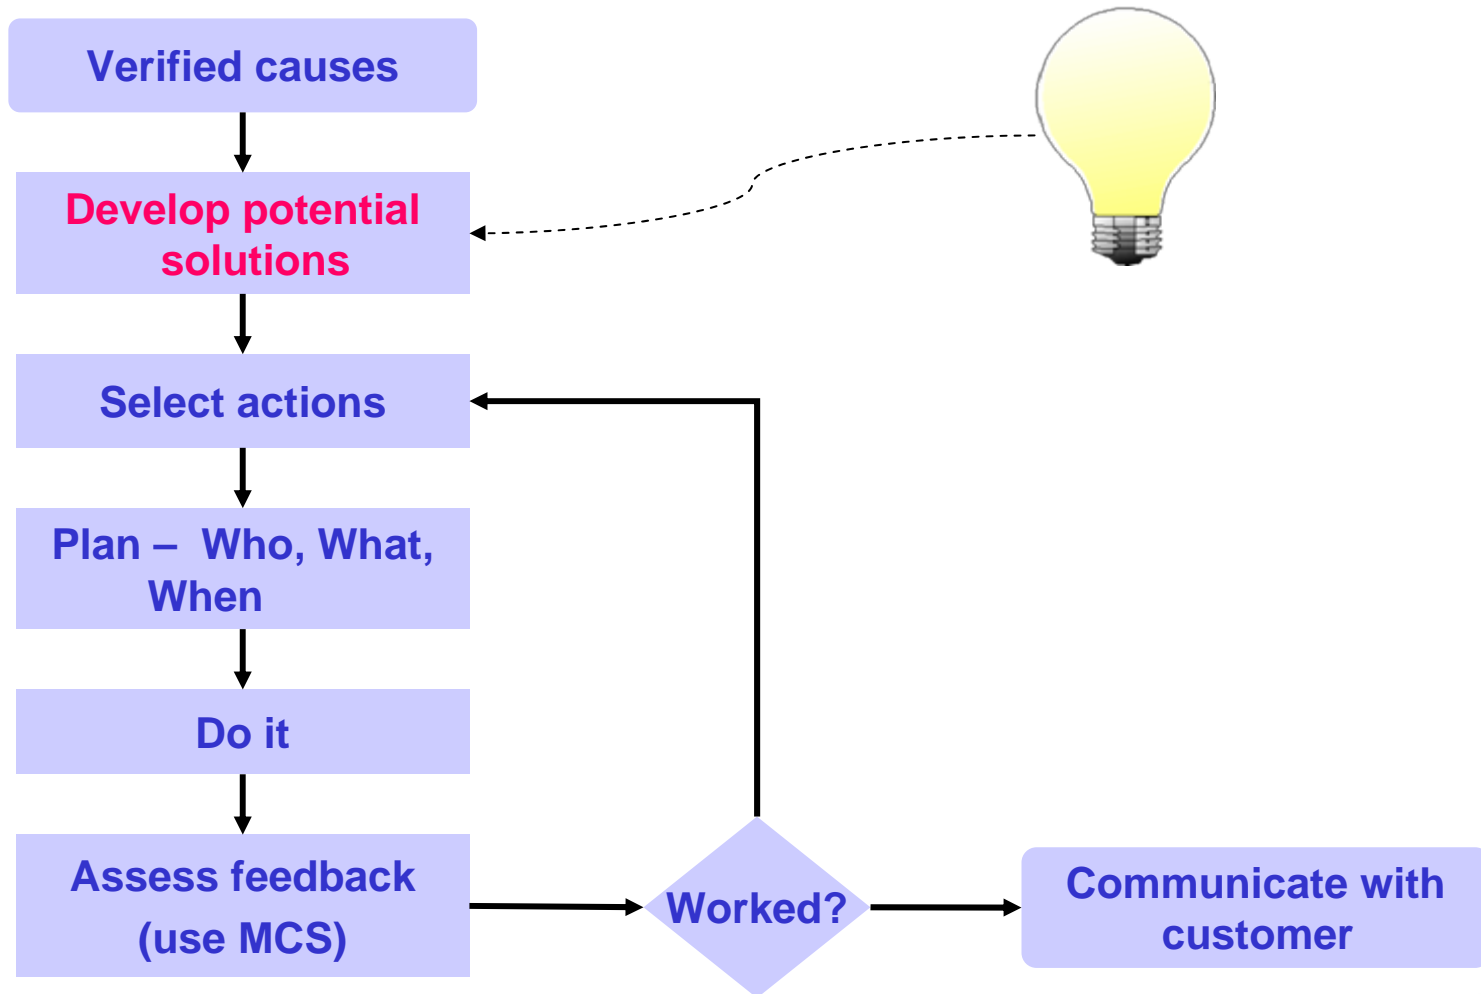 Verified causes
Develop potential
solutions
Select actions
Plan –  Who, What,
When
Do it
Assess feedback
(use MCS)
Worked?
Communicate with
customer